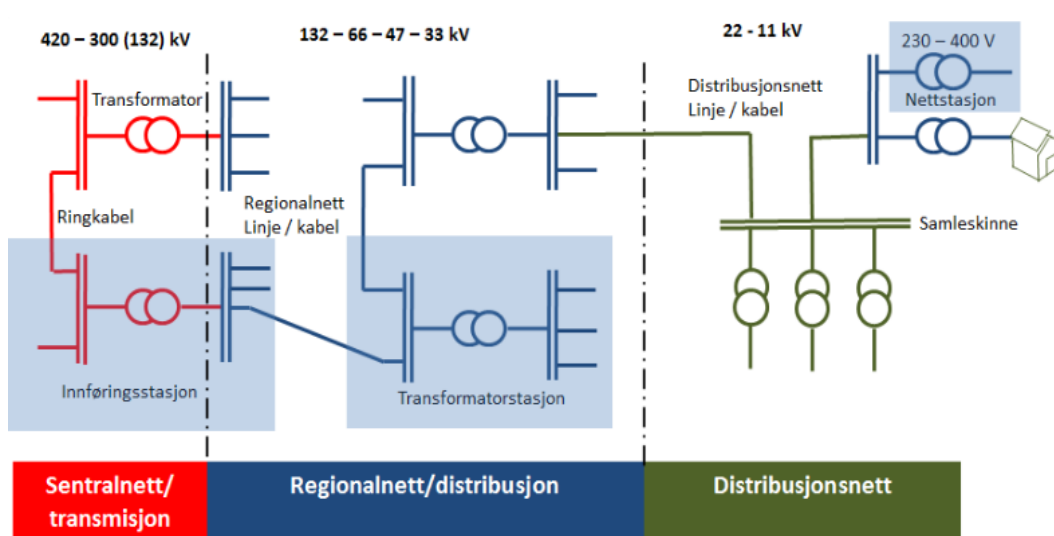 420 – 300 (132) kV
132 – 66 – 47 – 33 kV
22 - 11 kV
230 – 400 V
Nettstasjon
Transformator
Distribusjonsnett
Linje / kabel
Ringkabel
Regionalnett
Linje / kabel
Samleskinne
Innføringsstasjon
Transformatorstasjon
Sentralnett/
transmisjon
Regionalnett/distribusjon
Distribusjonsnett